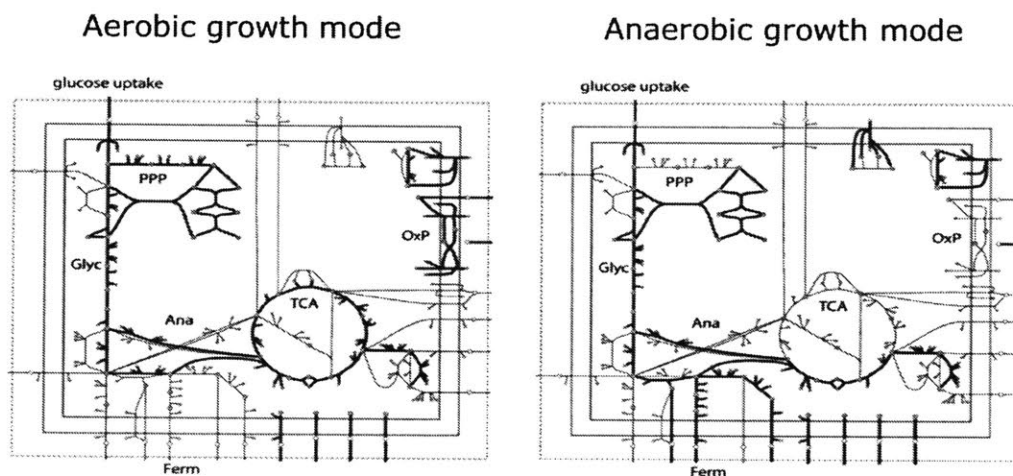 Aerobic growth mode
glucose uptake
PPP
OxP
Glyc
TCA
Ana
Ferm
Anaerobic growth mode
glucose uptake
PPP
OxP
Glyc
TCA
Ana
Ferm